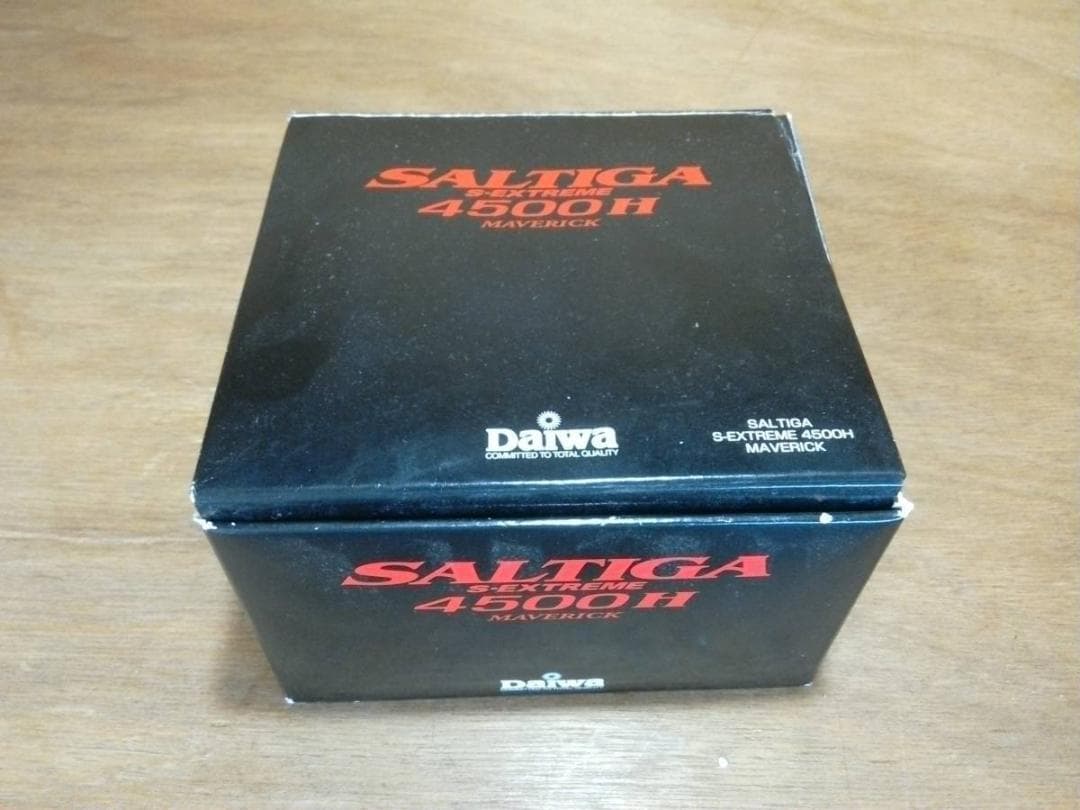 SALTIGA
S-EXTREME
4500H
MAVERICK
Daiwa
COMMITTED TO TOTAL QUALITY
SALTIGA
S-EXTREME 4500H
MAVERICK
SALTIGA
S-EXTREME
4500H
MAVERICK
Daiwa